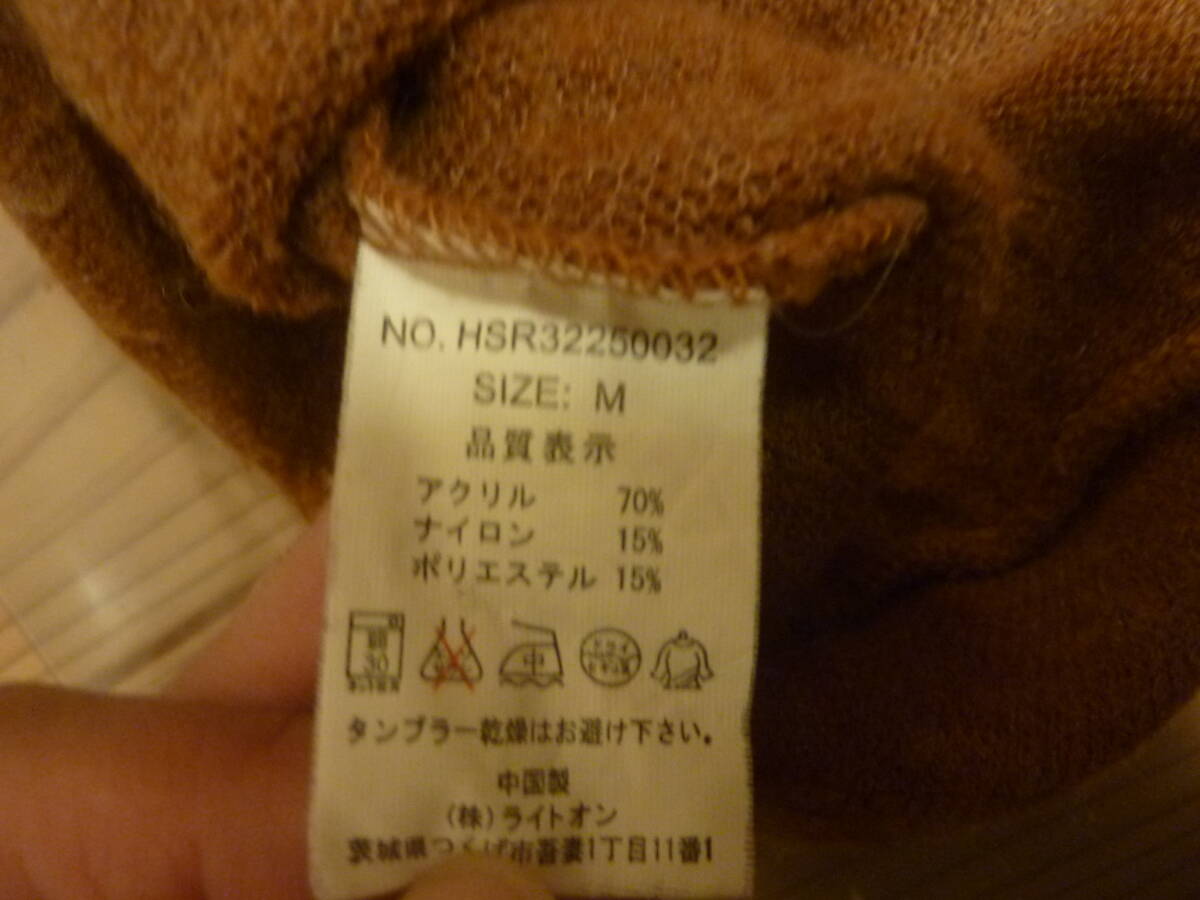 NO. HSR32250032
SIZE: M
品質表示
アクリル 70%
ナイロン 15%
ポリエステル 15%
30
中
タンブラー乾燥はお避け下さい。
中国製
(株)ライトオン
茨城県つくば市吾妻1丁目11番1